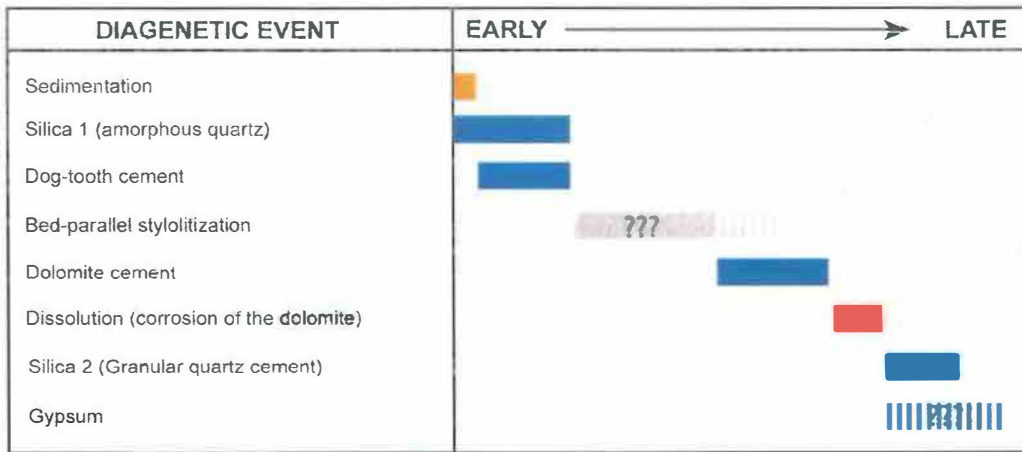 DIAGENETIC EVENT
EARLY LATE
Sedimentation
Silica 1 (amorphous quartz)
Dog-tooth cement
Bed-parallel stylolitization ???
Dolomite cement
Dissolution (corrosion of the dolomite)
Silica 2 (Granular quartz cement)
Gypsum ???